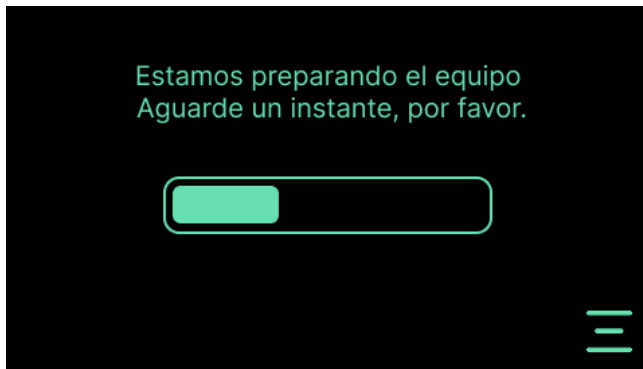 Estamos preparando el equipo
Aguarde un instante, por favor.